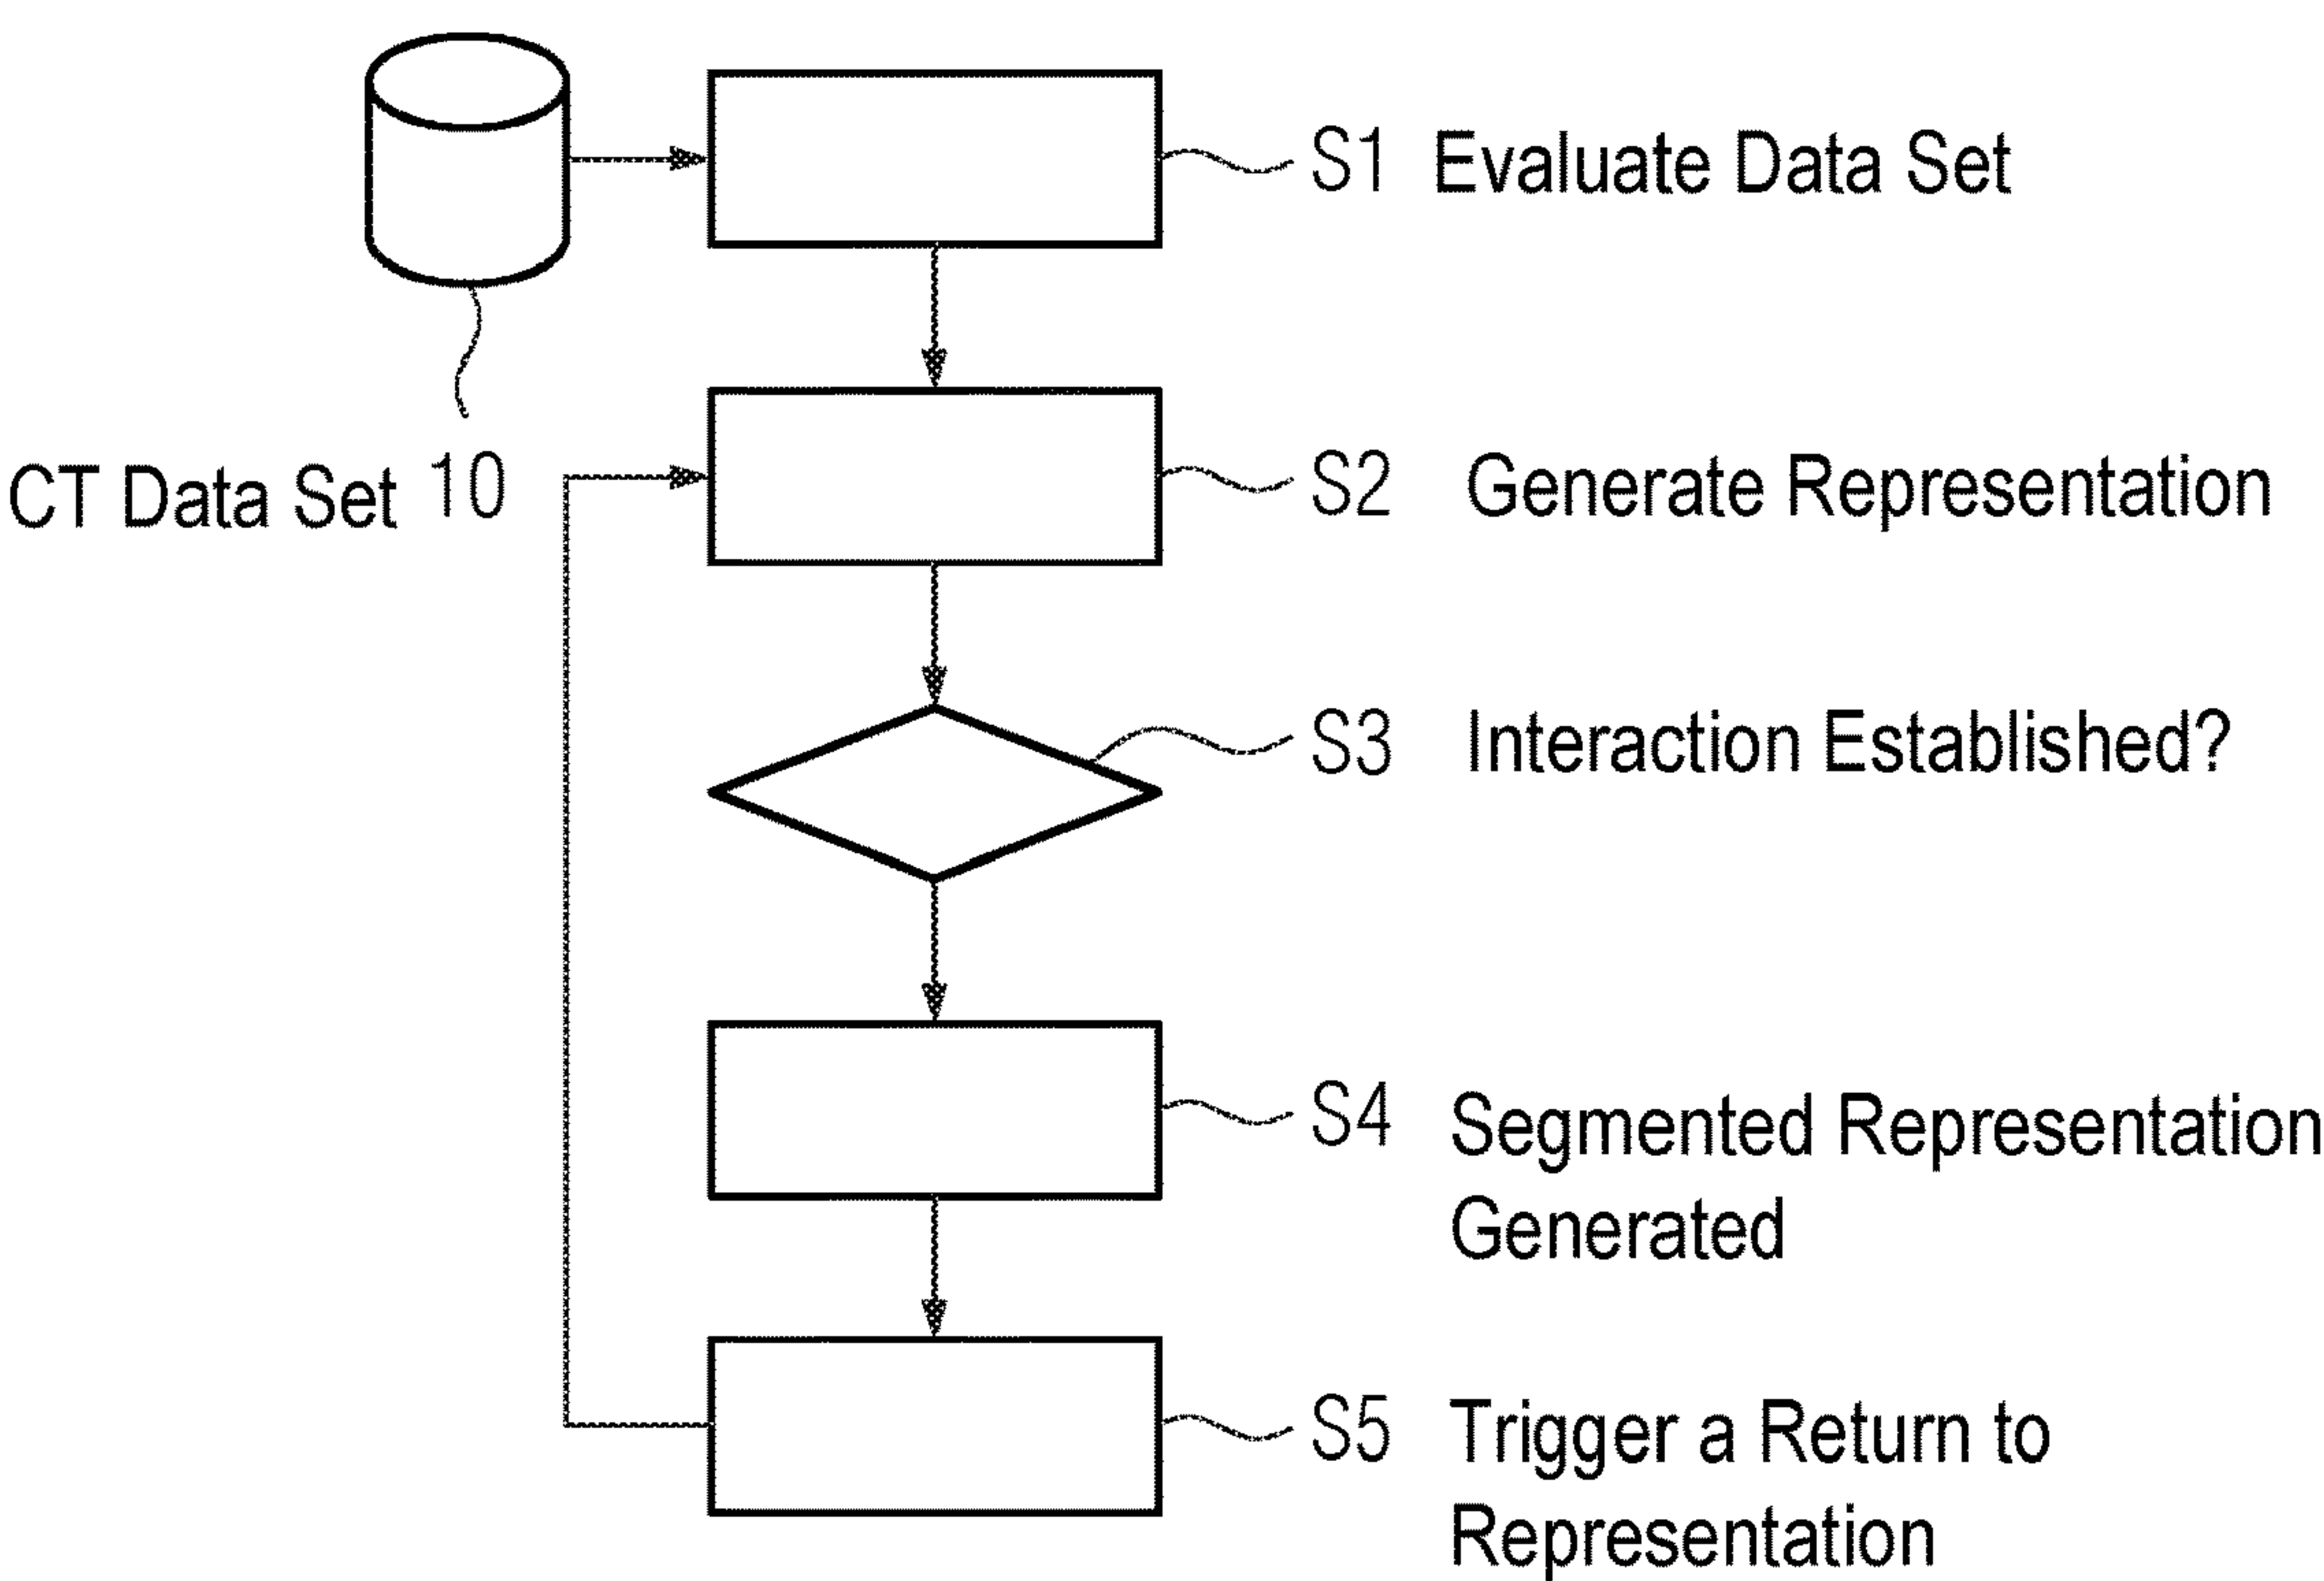 S1 Evaluate Data Set
CT Data Set 10
S2 Generate Representation
S3 Interaction Established?
S4 Segmented Representation
Generated
S5 Trigger a Return to
Representation